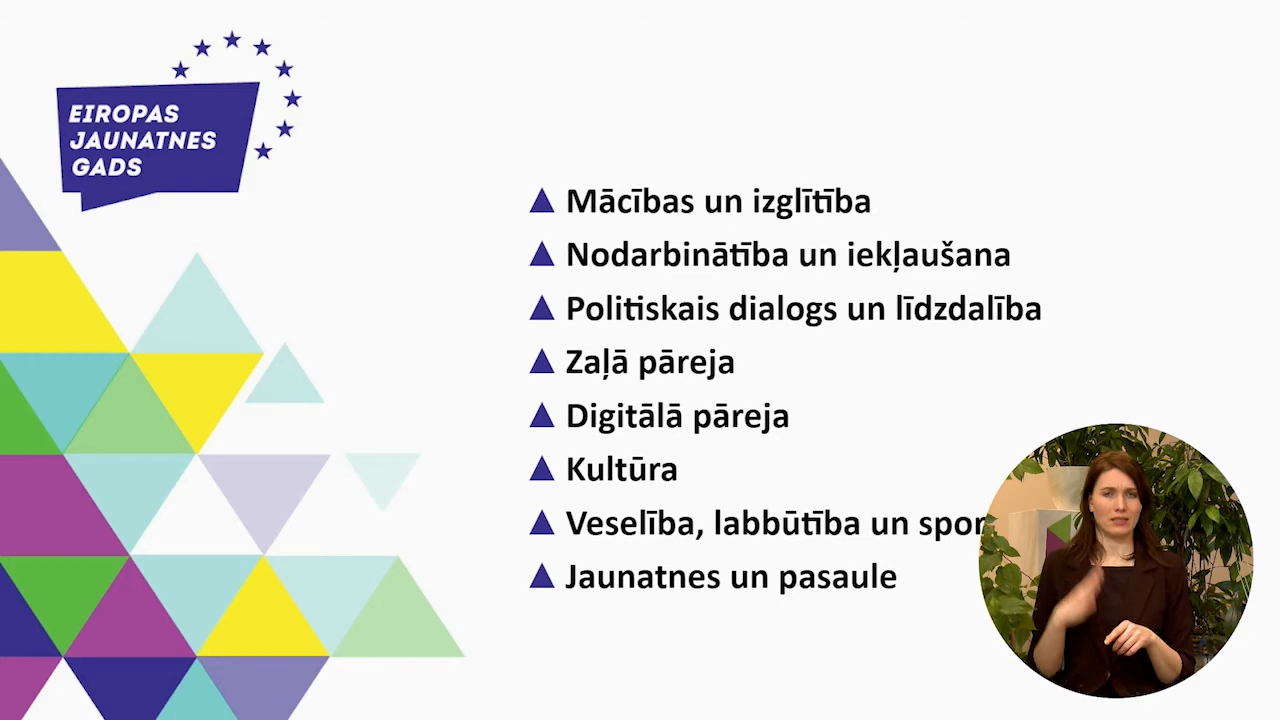 EIROPAS
JAUNATNES
GADS
Mācības un izglītība
Nodarbinātība un iekļaušana
Politiskais dialogs un līdzdalība
Zaļā pāreja
Digitālā pāreja
Kultūra
Veselība, labbūtība un spor
Jaunatnes un pasaule